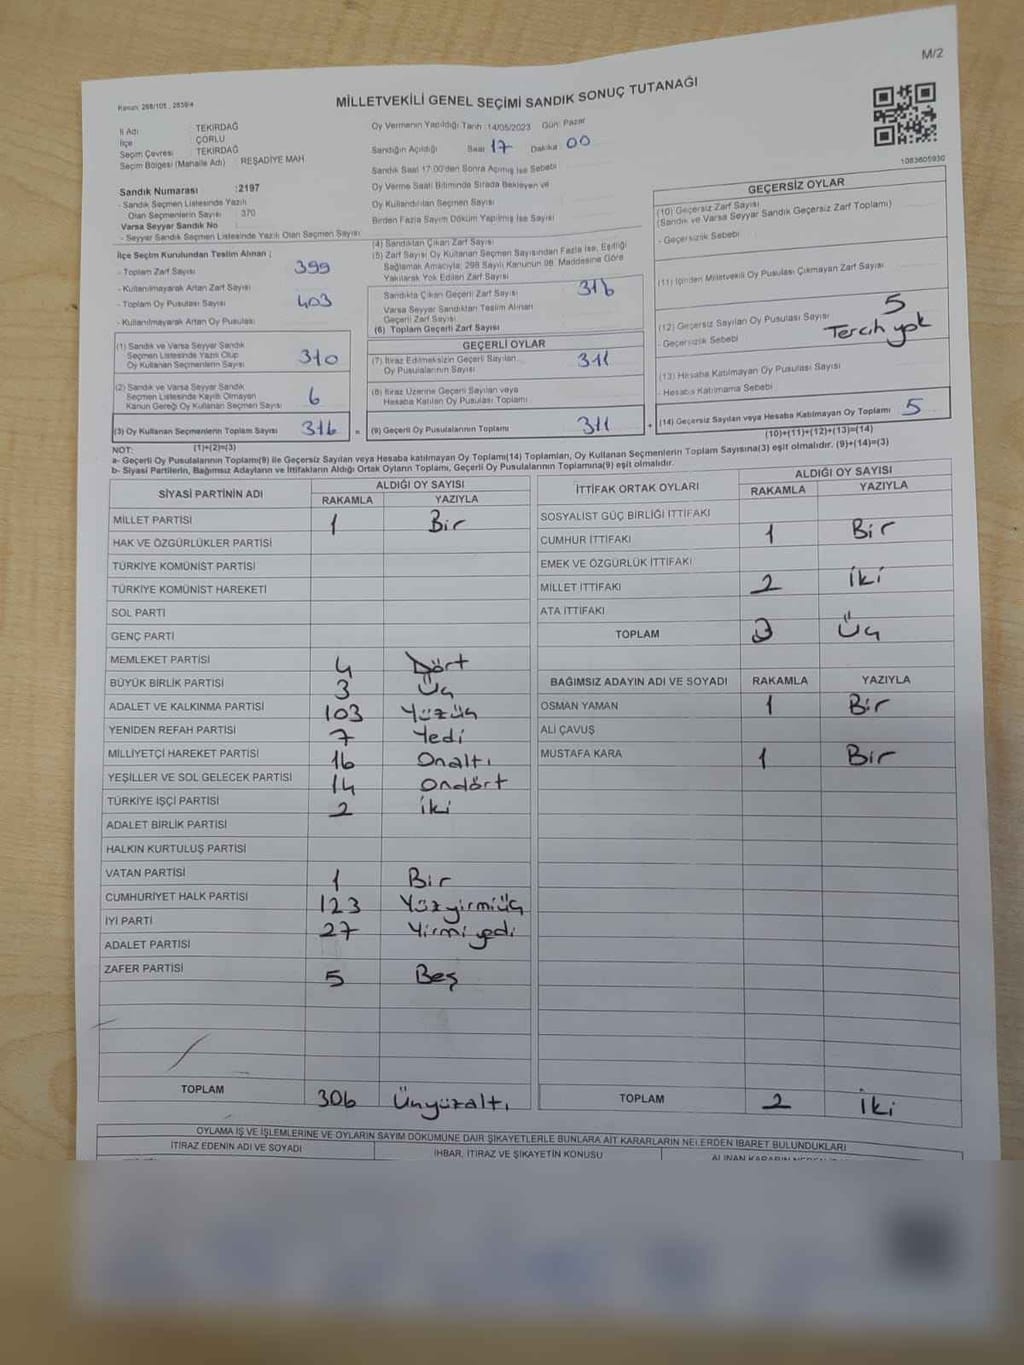 M/2
Kanun: 268/105 , 2839/4
MİLLETVEKİLİ GENEL SEÇİMİ SANDIK SONUÇ TUTANAĞI
İl Adı : TEKİRDAĞ
İlçe : ÇORLU
Seçim Çevresi : TEKİRDAĞ
Seçim Bölgesi (Mahalle Adı) : REŞADİYE MAH.
Oy Vermenin Yapıldığı Tarih :14/05/2023 Gün: Pazar
Sandığın Açıldığı Saat : 17 Dakika : 00
Sandık Saat 17:00'den Sonra Açılmış İse Sebebi
1083605930
Sandık Numarası :2197
- Sandık Seçmen Listesinde Yazılı
Olan Seçmenlerin Sayısı : 370
Varsa Seyyar Sandık No :
- Seyyar Sandık Seçmen Listesinde Yazılı Olan Seçmen Sayısı
Oy Verme Saati Bitiminde Sırada Bekleyen ve
Oy Kullandırılan Seçmen Sayısı
Birden Fazla Sayım Döküm Yapılmış İse Sayısı
İlçe Seçim Kurulundan Teslim Alınan ;
- Toplam Zarf Sayısı 399
- Kullanılmayarak Artan Zarf Sayısı
- Toplam Oy Pusulası Sayısı 403
- Kullanılmayarak Artan Oy Pusulası
(1) Sandık ve Varsa Seyyar Sandık
Seçmen Listesinde Yazılı Olup
Oy Kullanan Seçmenlerin Sayısı 310
(2) Sandık ve Varsa Seyyar Sandık
Seçmen Listesinde Kayıtlı Olmayan
Kanun Gereği Oy Kullanan Seçmen Sayısı 6
(3) Oy Kullanan Seçmenlerin Toplam Sayısı 316 =
(1)+(2)=(3)
(4) Sandıktan Çıkan Zarf Sayısı
(5) Zarf Sayısı Oy Kullanan Seçmen Sayısından Fazla İse, Eşitliği
Sağlamak Amacıyla; 298 Sayılı Kanunun 98. Maddesine Göre
Yakılarak Yok Edilen Zarf Sayısı
Sandıkta Çıkan Geçerli Zarf Sayısı 316
Varsa Seyyar Sandıktan Teslim Alınan
Geçerli Zarf Sayısı
(6) Toplam Geçerli Zarf Sayısı
GEÇERLİ OYLAR
(7) İtiraz Edilmeksizin Geçerli Sayılan
Oy Pusulalarının Sayısı 311
(8) İtiraz Üzerine Geçerli Sayılan veya
Hesaba Katılan Oy Pusulası Toplamı
(9) Geçerli Oy Pusulalarının Toplamı 311 +
GEÇERSİZ OYLAR
(10) Geçersiz Zarf Sayısı
(Sandık ve Varsa Seyyar Sandık Geçersiz Zarf Toplamı)
- Geçersizlik Sebebi
(11) İçinden Milletvekili Oy Pusulası Çıkmayan Zarf Sayısı
(12) Geçersiz Sayılan Oy Pusulası Sayısı 5
- Geçersizlik Sebebi Tercih yok
(13) Hesaba Katılmayan Oy Pusulası Sayısı
- Hesaba Katılmama Sebebi
(14) Geçersiz Sayılan veya Hesaba Katılmayan Oy Toplamı 5
(10)+(11)+(12)+(13)=(14)
NOT:
a- Geçerli Oy Pusulalarının Toplamı(9) ile Geçersiz Sayılan veya Hesaba katılmayan Oy Toplamı(14) Toplamları, Oy Kullanan Seçmenlerin Toplam Sayısına(3) eşit olmalıdır. (9)+(14)=(3)
b- Siyasi Partilerin, Bağımsız Adayların ve İttifakların Aldığı Ortak Oyların Toplamı, Geçerli Oy Pusulalarının Toplamına(9) eşit olmalıdır.
SİYASİ PARTİNİN ADI ALDIĞI OY SAYISI
RAKAMLA YAZIYLA
MİLLET PARTİSİ 1 Bir
HAK VE ÖZGÜRLÜKLER PARTİSİ
TÜRKİYE KOMÜNİST PARTİSİ
TÜRKİYE KOMÜNİST HAREKETİ
SOL PARTİ
GENÇ PARTİ
MEMLEKET PARTİSİ 4 Dört
BÜYÜK BİRLİK PARTİSİ 3 Üç
ADALET VE KALKINMA PARTİSİ 103 Yüzüç
YENİDEN REFAH PARTİSİ 7 Yedi
MİLLİYETÇİ HAREKET PARTİSİ 16 Onaltı
YEŞİLLER VE SOL GELECEK PARTİSİ 14 Ondört
TÜRKİYE İŞÇİ PARTİSİ 2 İki
ADALET BİRLİK PARTİSİ
HALKIN KURTULUŞ PARTİSİ
VATAN PARTİSİ 1 Bir
CUMHURİYET HALK PARTİSİ 123 Yüzyirmiüç
İYİ PARTİ 27 Yirmiyedi
ADALET PARTİSİ
ZAFER PARTİSİ 5 Beş
TOPLAM 306 Üçyüzaltı
İTTİFAK ORTAK OYLARI ALDIĞI OY SAYISI
RAKAMLA YAZIYLA
SOSYALİST GÜÇ BİRLİĞİ İTTİFAKI
CUMHUR İTTİFAKI 1 Bir
EMEK VE ÖZGÜRLÜK İTTİFAKI
MİLLET İTTİFAKI 2 İki
ATA İTTİFAKI
TOPLAM 3 Üç
BAĞIMSIZ ADAYIN ADI VE SOYADI RAKAMLA YAZIYLA
OSMAN YAMAN 1 Bir
ALİ ÇAVUŞ
MUSTAFA KARA 1 Bir
TOPLAM 2 İki
OYLAMA İŞ VE İŞLEMLERİNE VE OYLARIN SAYIM DÖKÜMÜNE DAİR ŞİKAYETLERLE BUNLARA AİT KARARLARIN NELERDEN İBARET BULUNDUKLARI
İTİRAZ EDENİN ADI VE SOYADI İHBAR, İTİRAZ VE ŞİKAYETİN KONUSU